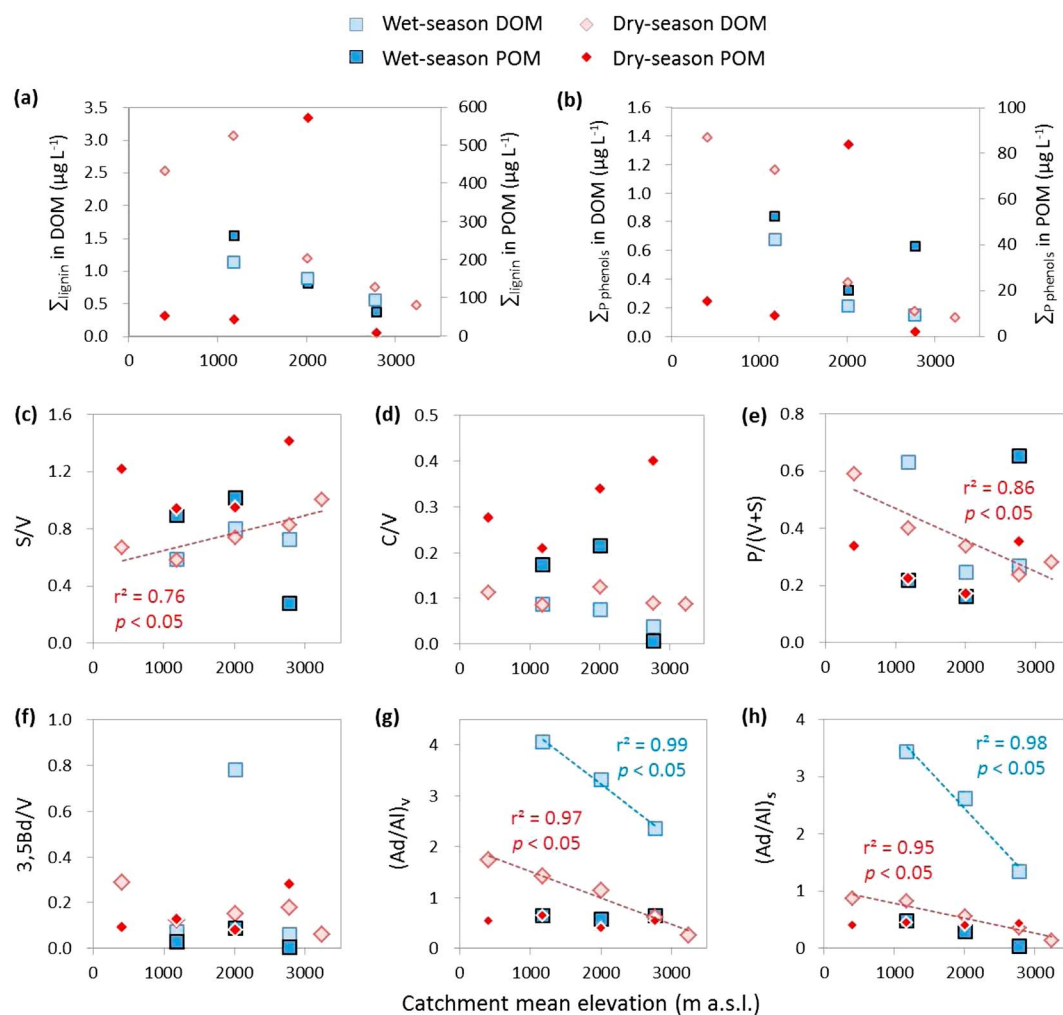 Wet-season DOM
Dry-season DOM
Wet-season POM
Dry-season POM
(a)
3.5
3.0
2.5
2.0
1.5
1.0
0.5
0.0
∑lignin in DOM (µg L⁻¹)
600
500
400
300
200
100
0
∑lignin in POM (µg L⁻¹)
0 1000 2000 3000
(b)
1.6
1.4
1.2
1.0
0.8
0.6
0.4
0.2
0.0
∑P phenols in DOM (µg L⁻¹)
100
80
60
40
20
0
∑P phenols in POM (µg L⁻¹)
0 1000 2000 3000
(c)
1.6
1.2
0.8
0.4
0.0
S/V
r² = 0.76
p < 0.05
0 1000 2000 3000
(d)
0.5
0.4
0.3
0.2
0.1
0.0
C/V
0 1000 2000 3000
(e)
0.8
0.6
0.4
0.2
0.0
P/(V+S)
r² = 0.86
p < 0.05
0 1000 2000 3000
(f)
1.0
0.8
0.6
0.4
0.2
0.0
3,5Bd/V
0 1000 2000 3000
(g)
4
3
2
1
0
(Ad/Al)v
r² = 0.99
p < 0.05
r² = 0.97
p < 0.05
0 1000 2000 3000
(h)
4
3
2
1
0
(Ad/Al)s
r² = 0.98
p < 0.05
r² = 0.95
p < 0.05
0 1000 2000 3000
Catchment mean elevation (m a.s.l.)